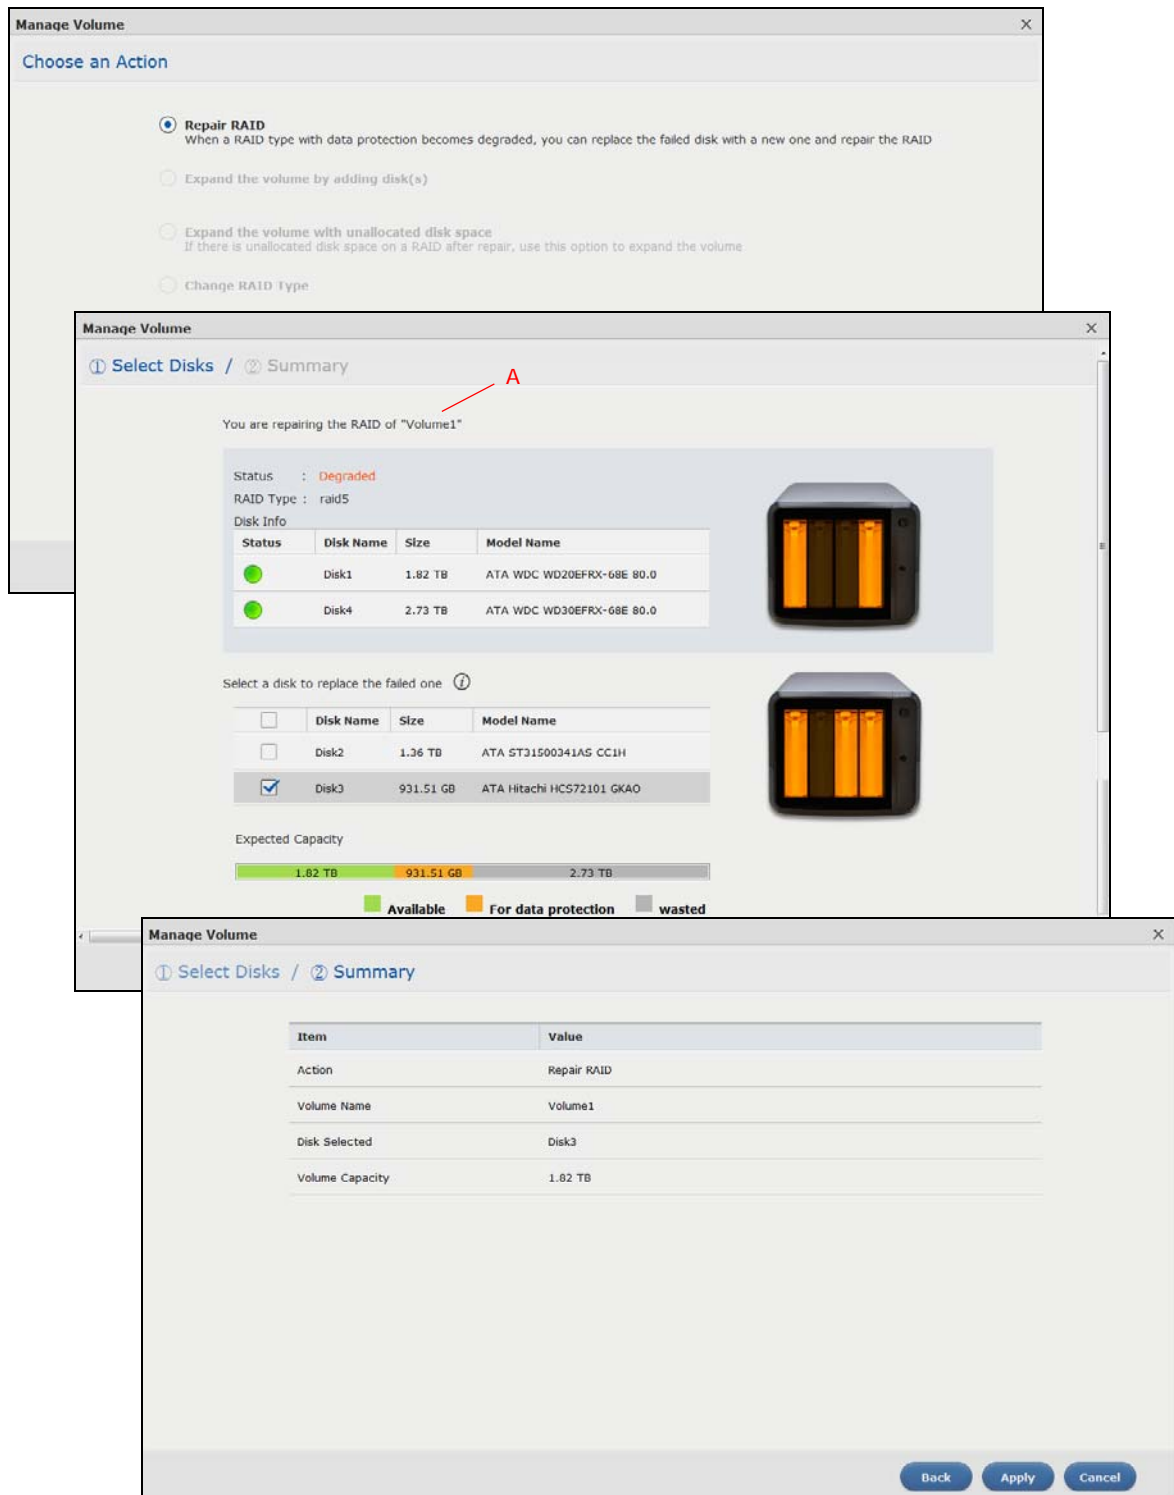 Manage Volume
Choose an Action
Repair RAID
When a RAID type with data protection becomes degraded, you can replace the failed disk with a new one and repair the RAID
Expand the volume by adding disk(s)
Expand the volume with unallocated disk space
If there is unallocated disk space on a RAID after repair, use this option to expand the volume
Change RAID Type
Manage Volume
① Select Disks / ② Summary
A
You are repairing the RAID of "Volume1"
Status : Degraded
RAID Type : raid5
Disk Info
Status Disk Name Size Model Name
Disk1 1.82 TB ATA WDC WD20EFRX-68E 80.0
Disk4 2.73 TB ATA WDC WD30EFRX-68E 80.0
Select a disk to replace the failed one i
Disk Name Size Model Name
Disk2 1.36 TB ATA ST31500341AS CC1H
Disk3 931.51 GB ATA Hitachi HCS72101 GKAO
Expected Capacity
1.82 TB 931.51 GB 2.73 TB
Available For data protection wasted
Manage Volume
① Select Disks / ② Summary
Item Value
Action Repair RAID
Volume Name Volume1
Disk Selected Disk3
Volume Capacity 1.82 TB
Back Apply Cancel